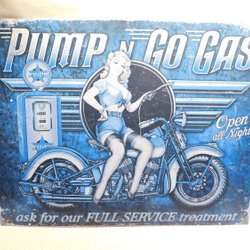 PUMP N GO GAS
Open
all Night
ask for our FULL SERVICE treatment